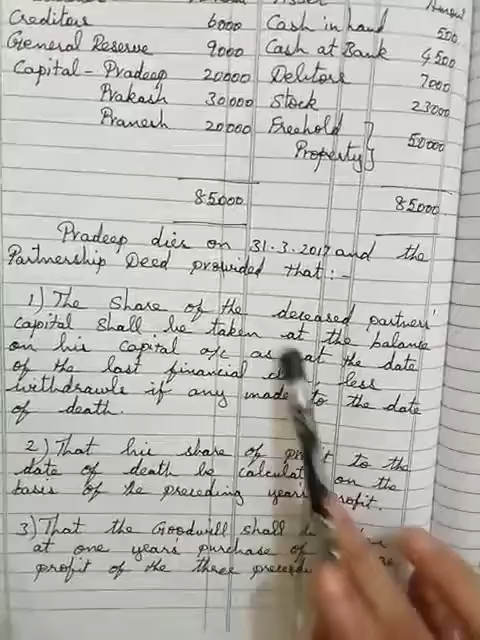 Amount
Creditors 6000 Cash in hand 500
General Reserve 9000 Cash at Bank 4500
Capital - Pradeep 20000 Debtors 7000
Prakash 30000 Stock 23000
Pranesh 20000 Freehold Property } 50000
85000 85000
Pradeep dies on 31.3.2017 and the
Partnership Deed provided that :-
1) The share of the deceased partners'
capital shall be taken at the balance
on his capital a/c as at the date
of the last financial less
withdrawls if any made to the date
of death.
2) That his share of profit to the
date of death be calculated on the
basis of the preceding years profit.
3) That the Goodwill shall
at one years purchase of
profit of the three